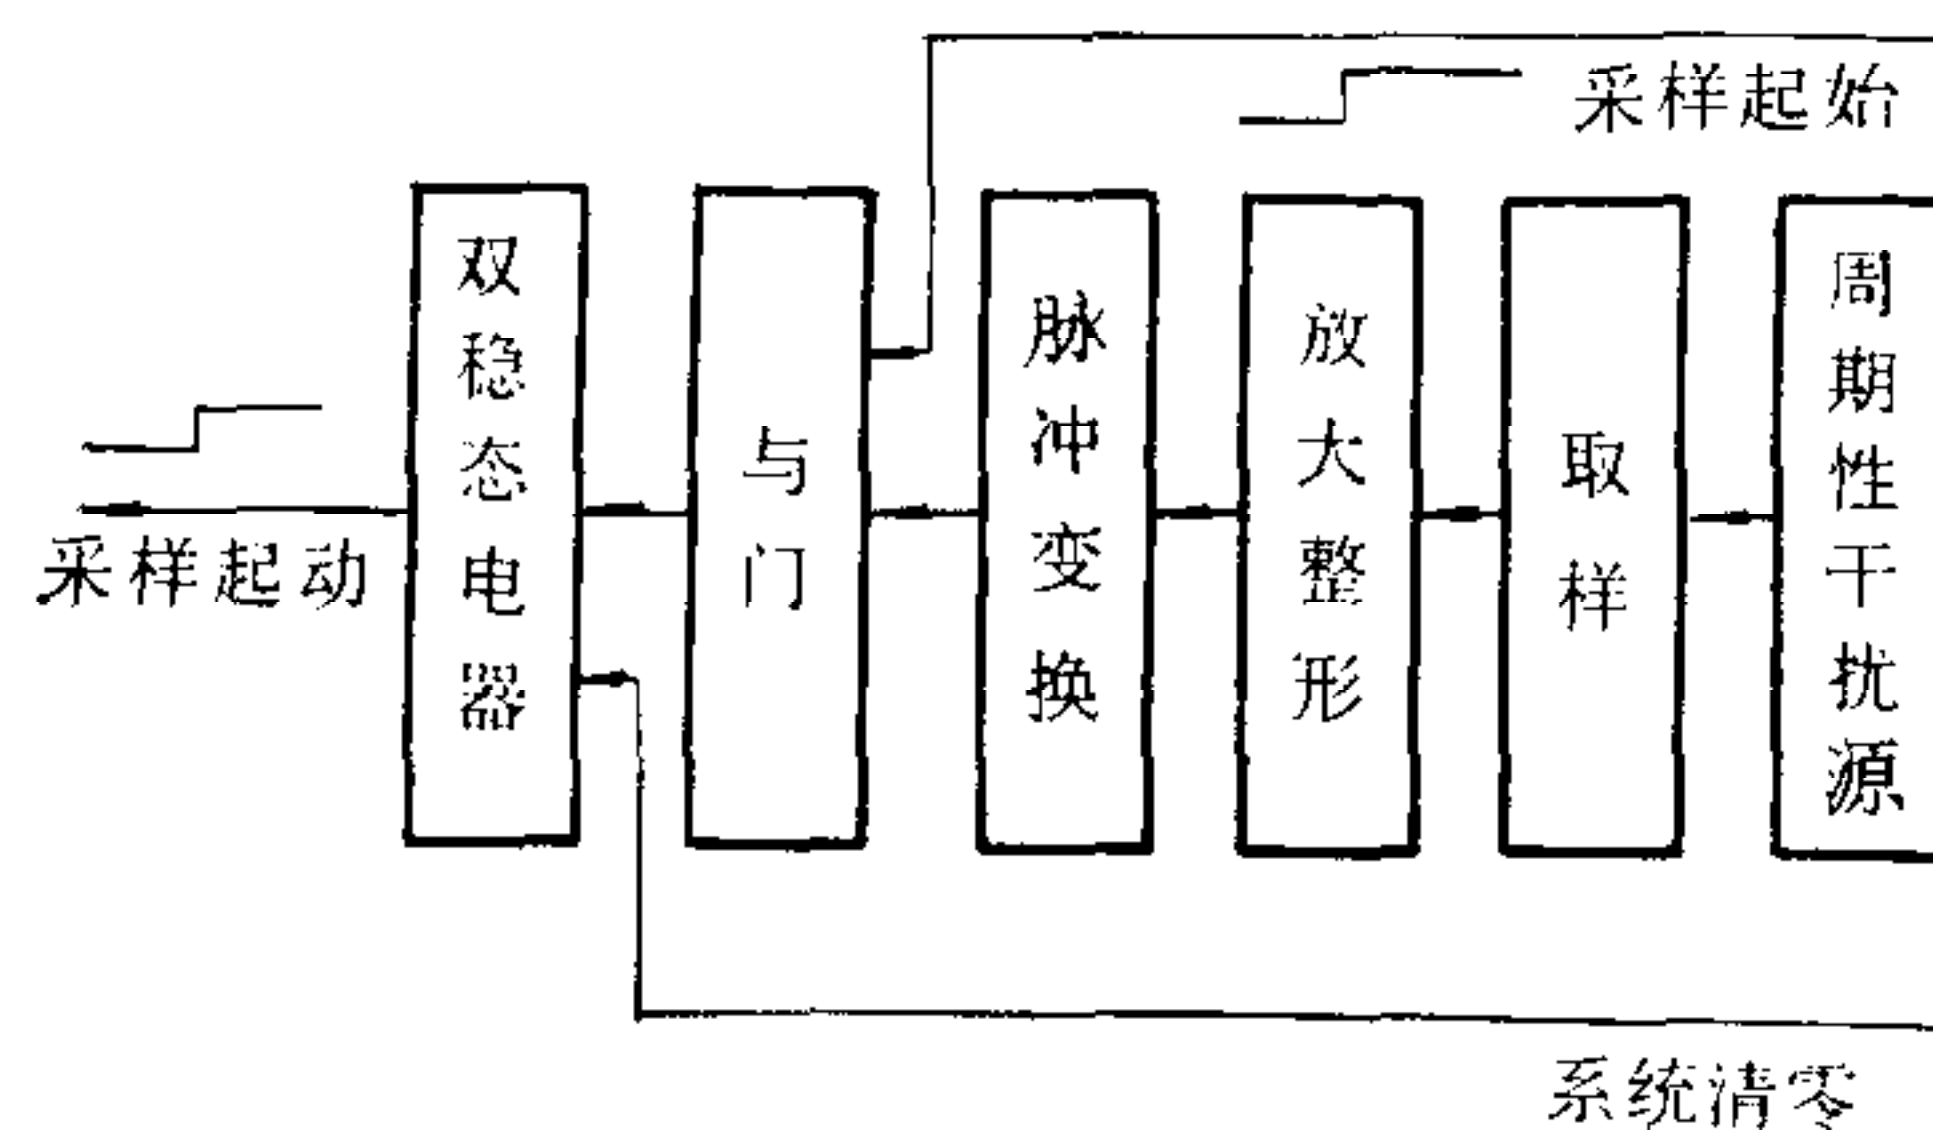 采样起始
双稳态电器
与门
脉冲变换
放大整形
取样
周期性干扰源
采样起动
系统清零